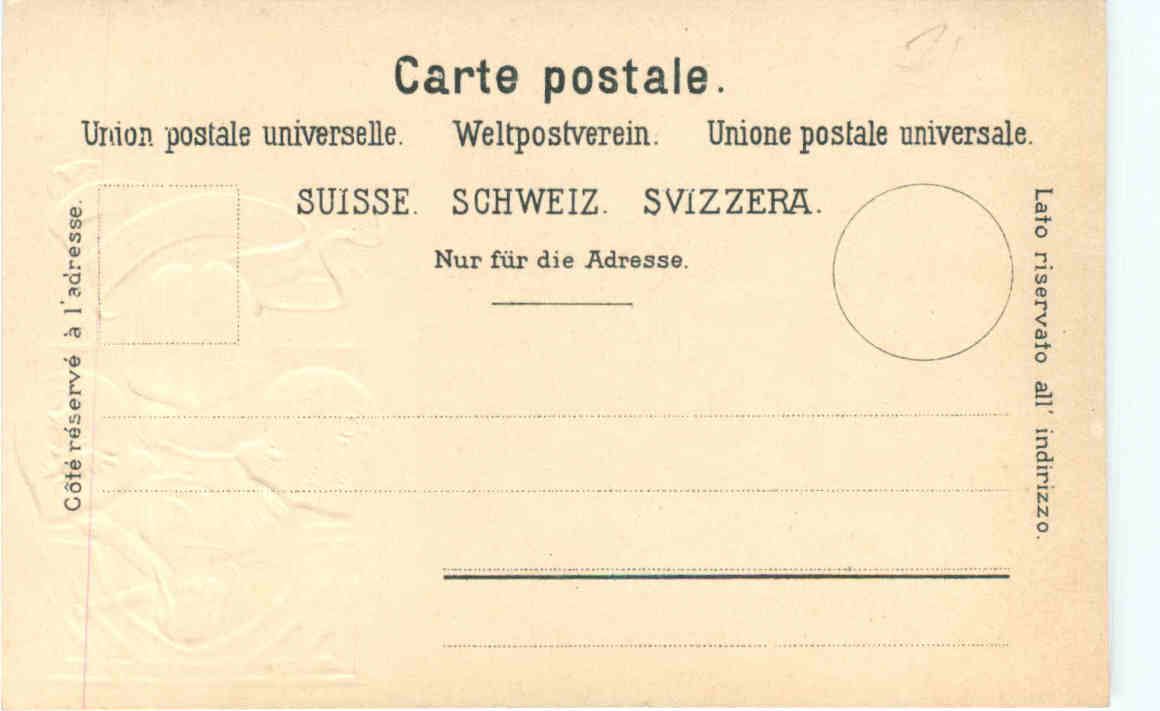 Carte postale.
Union postale universelle. Weltpostverein. Unione postale universale.
SUISSE. SCHWEIZ. SVIZZERA.
Nur für die Adresse.
Côté réservé à l'adresse.
Lato riservato all' indirizzo.